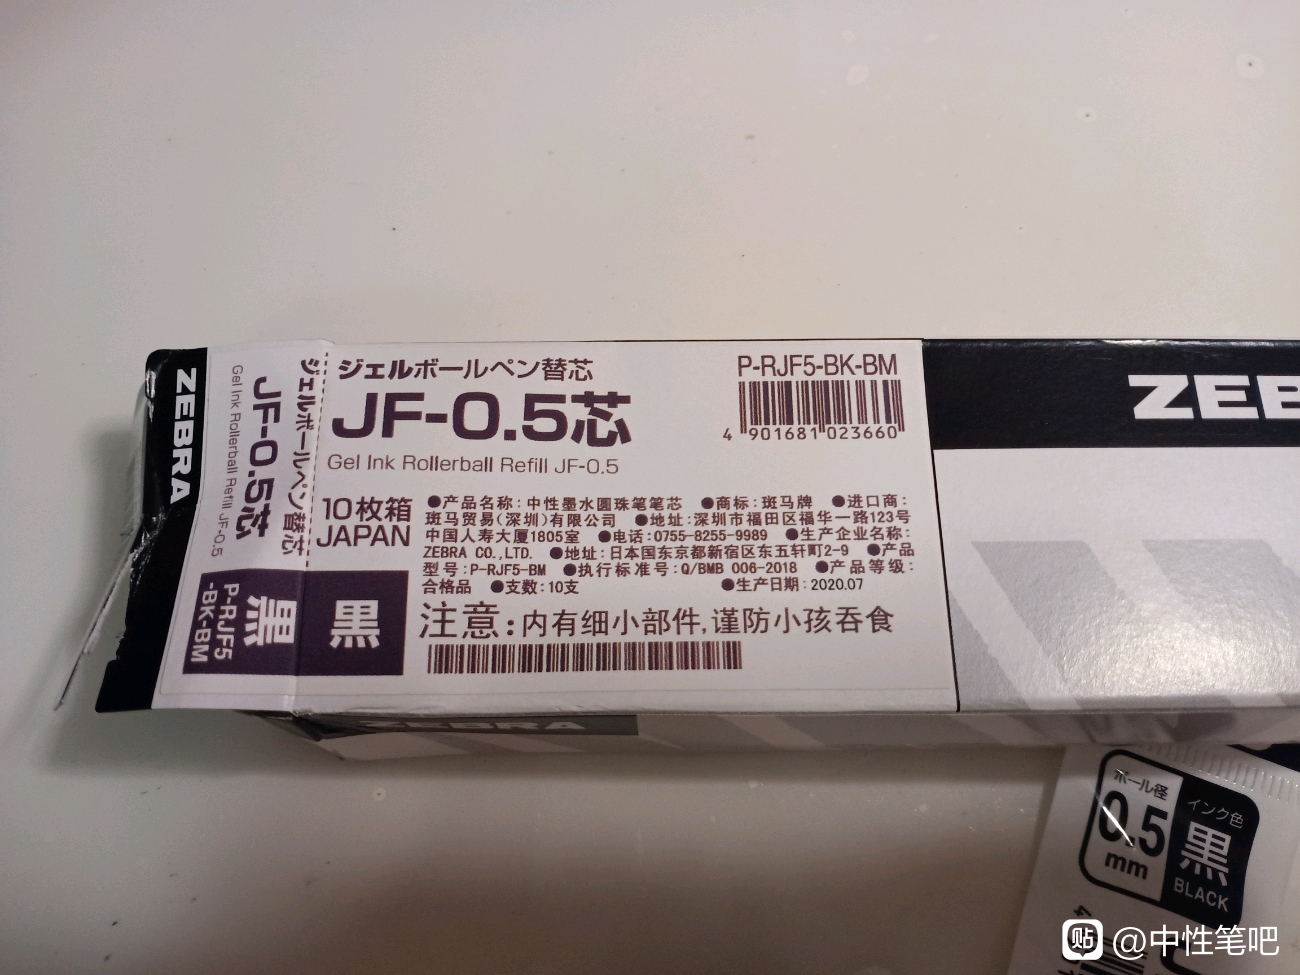 ZEBRA
ジェルボールペン替芯
JF-0.5芯
Gel Ink Rollerball Refill JF-0.5
黒
P-RJF5
-BK-BM
ジェルボールペン替芯
JF-0.5芯
Gel Ink Rollerball Refill JF-0.5
P-RJF5-BK-BM
4 901681 023660
10枚箱
JAPAN
黒
●产品名称：中性墨水圆珠笔笔芯 ●商标：斑马牌 ●进口商：
斑马贸易(深圳)有限公司 ●地址：深圳市福田区福华一路123号
中国人寿大厦1805室 ●电话：0755-8255-9989 ●生产企业名称：
ZEBRA CO.,LTD. ●地址：日本国东京都新宿区东五轩町2-9 ●产品
型号：P-RJF5-BM ●执行标准号：Q/BMB 006-2018 ●产品等级：
合格品 ●支数：10支 ●生产日期：2020.07
注意：内有细小部件,谨防小孩吞食
ZEB
ZEBRA
ボール径
0.5
mm
インク色
黒
BLACK
4
贴 @中性笔吧